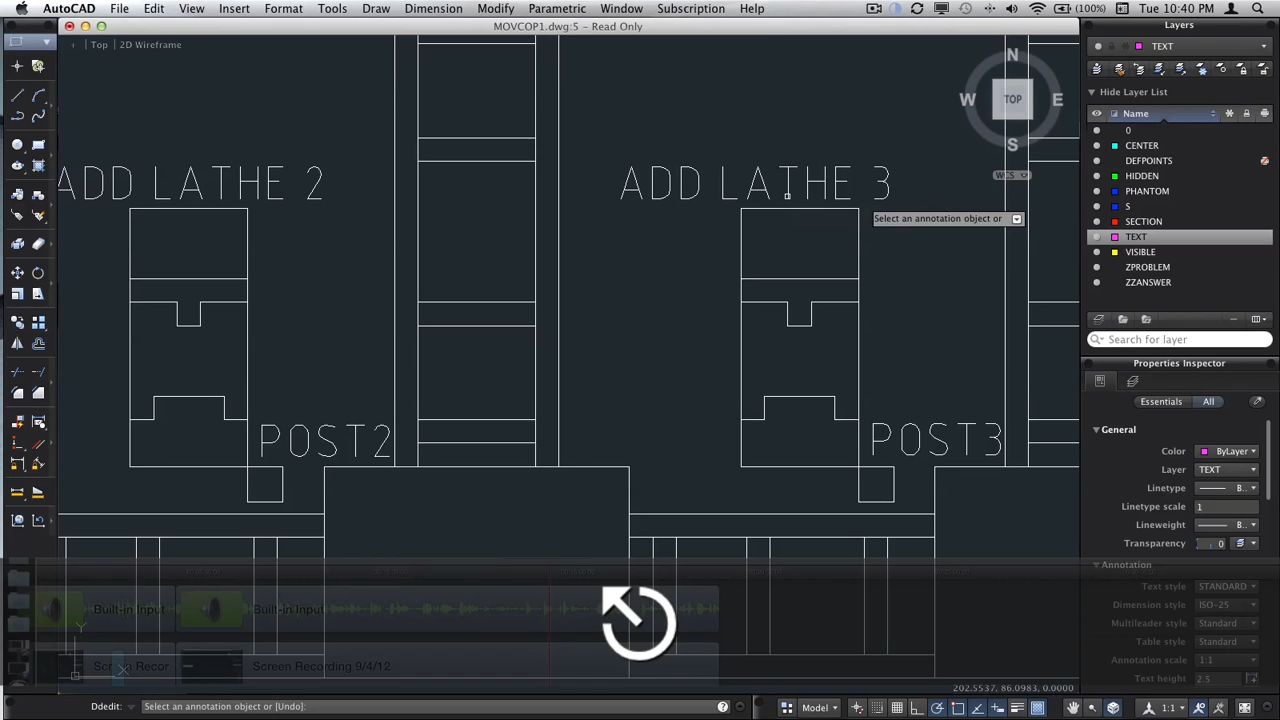 AutoCAD File Edit View Insert Format Tools Draw Dimension Modify Parametric Window Subscription Help (100%) Tue 10:40 PM
MOVCOP1.dwg:5 – Read Only
Top 2D Wireframe
N
W TOP E
S
WCS
ADD LATHE 2
ADD LATHE 3
Select an annotation object or
POST2
POST3
Layers
TEXT
Hide Layer List
Name
0
CENTER
DEFPOINTS
HIDDEN
PHANTOM
S
SECTION
TEXT
VISIBLE
ZPROBLEM
ZZANSWER
Search for layer
Properties Inspector
Essentials All
General
Color ByLayer
Layer TEXT
Linetype B..
Linetype scale 1
Lineweight B..
Transparency 0
Annotation
Text style STANDARD
Dimension style ISO-25
Multileader style Standard
Table style Standard
Annotation scale 1:1
Text height 2.5
Built-in Input Built-in Input
Y
Screen Recor Screen Recording 9/4/12
X
202.5537, 86.0983, 0.0000
Ddedit: Select an annotation object or [Undo]: Model 1:1